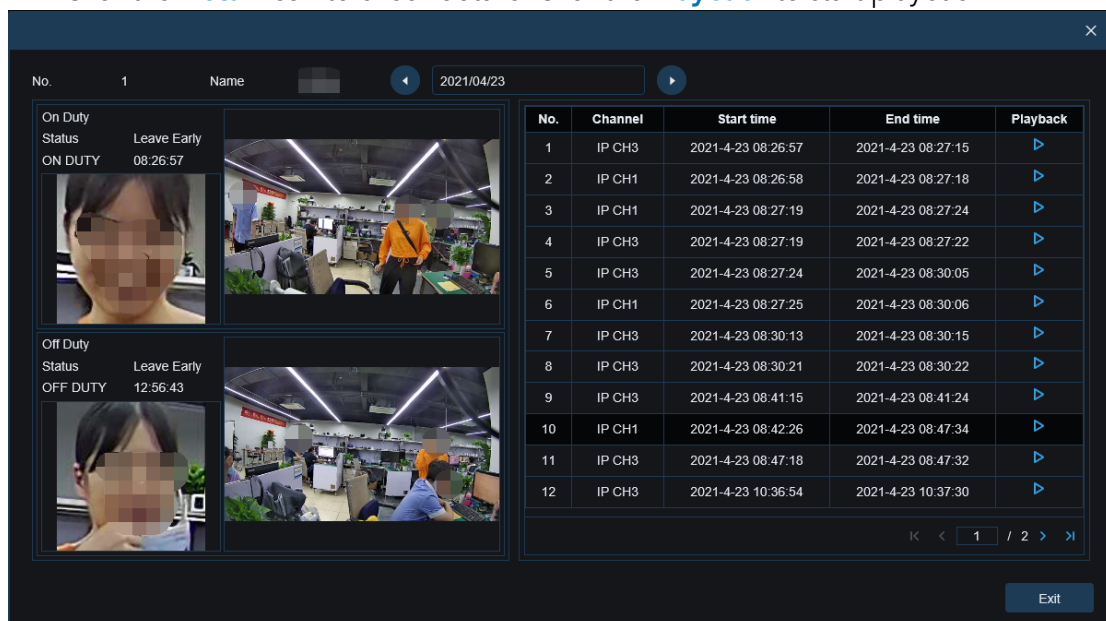 No. 1 Name 2021/04/23
On Duty
Status Leave Early
ON DUTY 08:26:57
Off Duty
Status Leave Early
OFF DUTY 12:56:43
No. Channel Start time End time Playback
1 IP CH3 2021-4-23 08:26:57 2021-4-23 08:27:15
2 IP CH1 2021-4-23 08:26:58 2021-4-23 08:27:18
3 IP CH1 2021-4-23 08:27:19 2021-4-23 08:27:24
4 IP CH3 2021-4-23 08:27:19 2021-4-23 08:27:22
5 IP CH3 2021-4-23 08:27:24 2021-4-23 08:30:05
6 IP CH1 2021-4-23 08:27:25 2021-4-23 08:30:06
7 IP CH3 2021-4-23 08:30:13 2021-4-23 08:30:15
8 IP CH3 2021-4-23 08:30:21 2021-4-23 08:30:22
9 IP CH3 2021-4-23 08:41:15 2021-4-23 08:41:24
10 IP CH1 2021-4-23 08:42:26 2021-4-23 08:47:34
11 IP CH3 2021-4-23 08:47:18 2021-4-23 08:47:32
12 IP CH3 2021-4-23 10:36:54 2021-4-23 10:37:30
1 / 2
Exit